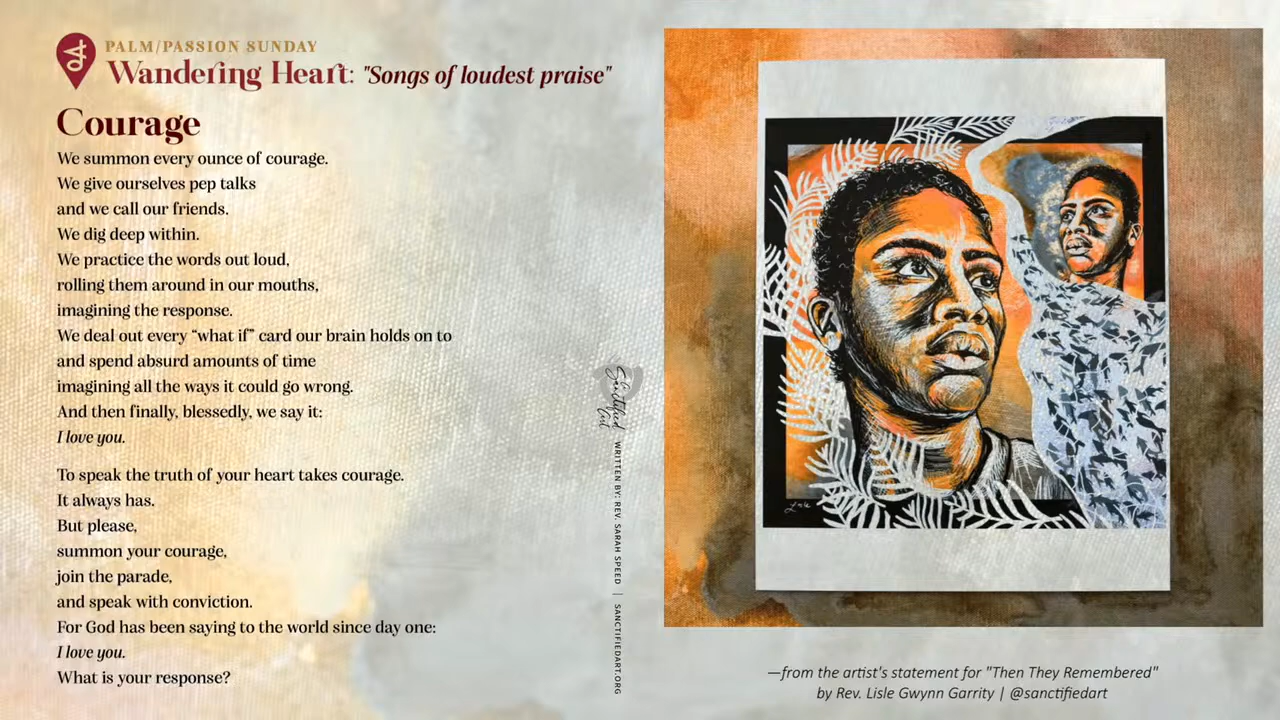 PALM/PASSION SUNDAY
Wandering Heart: "Songs of loudest praise"
Courage
We summon every ounce of courage.
We give ourselves pep talks
and we call our friends.
We dig deep within.
We practice the words out loud,
rolling them around in our mouths,
imagining the response.
We deal out every “what if” card our brain holds on to
and spend absurd amounts of time
imagining all the ways it could go wrong.
And then finally, blessedly, we say it:
I love you.
To speak the truth of your heart takes courage.
It always has.
But please,
summon your courage,
join the parade,
and speak with conviction.
For God has been saying to the world since day one:
I love you.
What is your response?
A Sanctified Art
WRITTEN BY: REV. SARAH SPEED | SANCTIFIEDART.ORG
—from the artist's statement for "Then They Remembered"
by Rev. Lisle Gwynn Garrity | @sanctifiedart